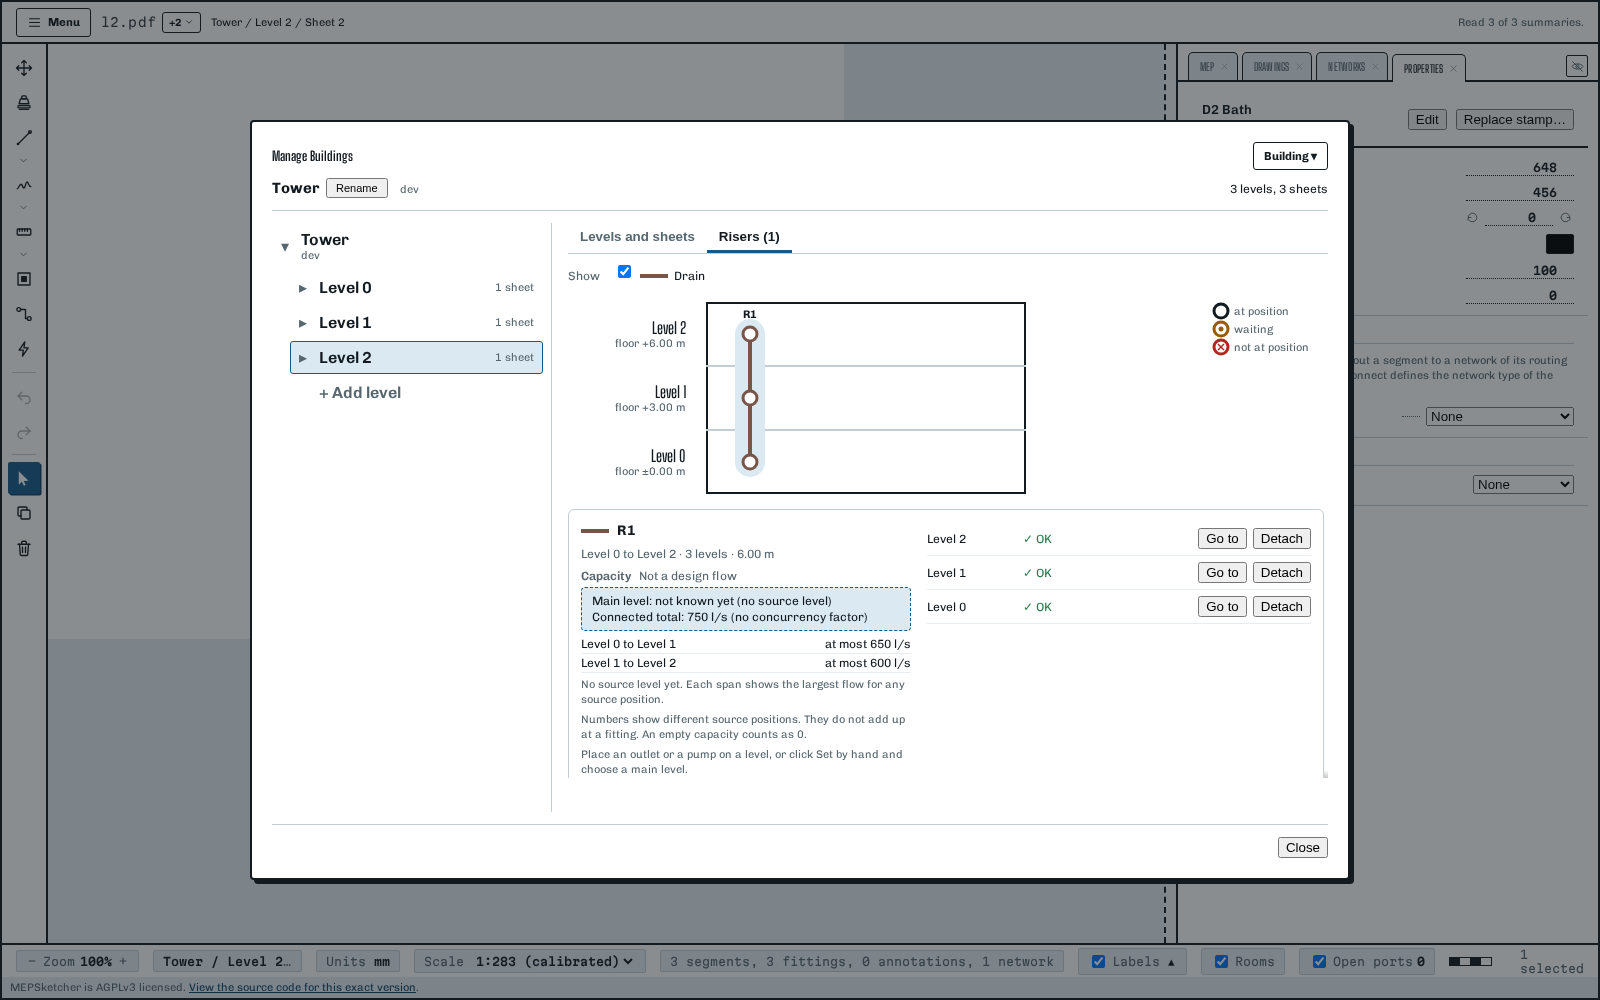 Menu
l2.pdf
+2
Tower / Level 2 / Sheet 2
Read 3 of 3 summaries.
MEP
DRAWINGS
NETWORKS
PROPERTIES
D2 Bath
Edit
Replace stamp…
648
456
0
100
0
out a segment to a network of its routing
onnect defines the network type of the
None
None
Manage Buildings
Building ▾
Tower
Rename
dev
3 levels, 3 sheets
▼ Tower
dev
▶ Level 0
1 sheet
▶ Level 1
1 sheet
▶ Level 2
1 sheet
+ Add level
Levels and sheets
Risers (1)
Show
Drain
R1
Level 2
floor +6.00 m
Level 1
floor +3.00 m
Level 0
floor ±0.00 m
at position
waiting
not at position
R1
Level 0 to Level 2 · 3 levels · 6.00 m
Capacity Not a design flow
Main level: not known yet (no source level)
Connected total: 750 l/s (no concurrency factor)
Level 0 to Level 1
at most 650 l/s
Level 1 to Level 2
at most 600 l/s
No source level yet. Each span shows the largest flow for any
source position.
Numbers show different source positions. They do not add up
at a fitting. An empty capacity counts as 0.
Place an outlet or a pump on a level, or click Set by hand and
choose a main level.
Level 2
✓ OK
Go to
Detach
Level 1
✓ OK
Go to
Detach
Level 0
✓ OK
Go to
Detach
Close
− Zoom 100% +
Tower / Level 2…
Units mm
Scale 1:283 (calibrated)
3 segments, 3 fittings, 0 annotations, 1 network
Labels ▲
Rooms
Open ports 0
1
selected
MEPSketcher is AGPLv3 licensed. View the source code for this exact version.